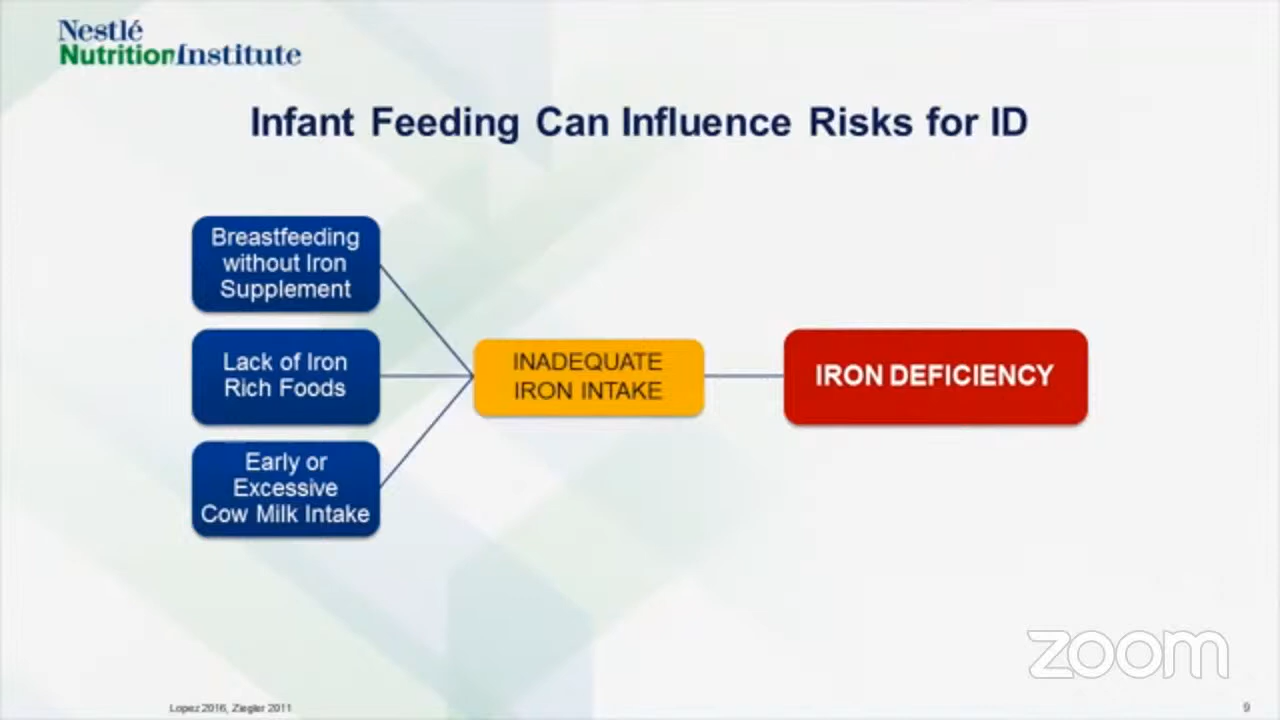 Nestlé
NutritionInstitute
Infant Feeding Can Influence Risks for ID
Breastfeeding
without Iron
Supplement
Lack of Iron
Rich Foods
Early or
Excessive
Cow Milk Intake
INADEQUATE
IRON INTAKE
IRON DEFICIENCY
zoom
Lopez 2016, Ziegler 2011
9